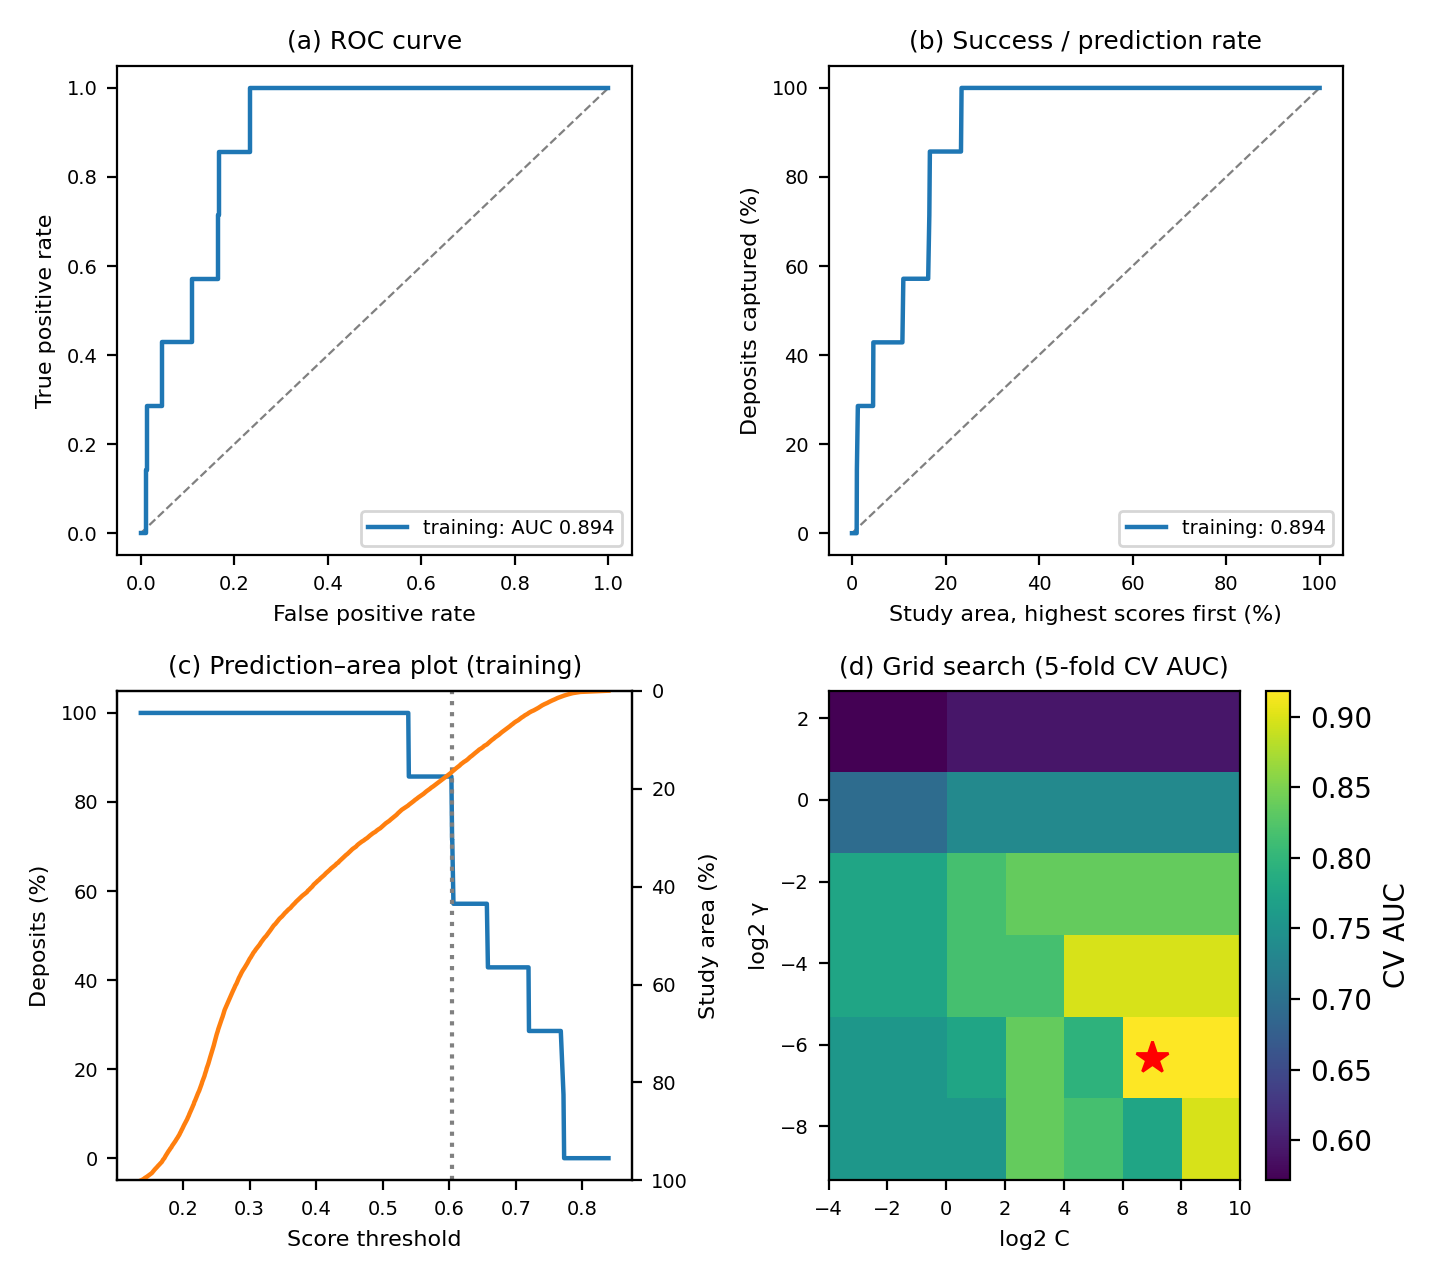 (a) ROC curve
True positive rate
1.0
0.8
0.6
0.4
0.2
0.0
training: AUC 0.894
0.0 0.2 0.4 0.6 0.8 1.0
False positive rate
(b) Success / prediction rate
Deposits captured (%)
100
80
60
40
20
0
training: 0.894
0 20 40 60 80 100
Study area, highest scores first (%)
(c) Prediction–area plot (training)
Deposits (%)
100
80
60
40
20
0
0
20
40
60
80
100
Study area (%)
0.2 0.3 0.4 0.5 0.6 0.7 0.8
Score threshold
(d) Grid search (5-fold CV AUC)
log2 γ
2
0
−2
−4
−6
−8
−4 −2 0 2 4 6 8 10
log2 C
0.90
0.85
0.80
0.75
0.70
0.65
0.60
CV AUC